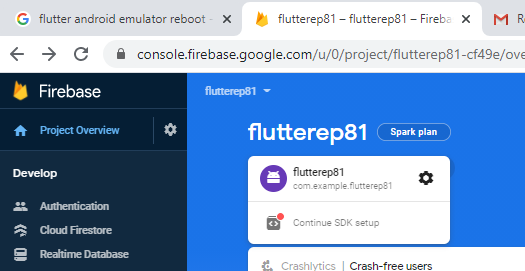 flutter android emulator reboot -
flutterep81 – flutterep81 – Fireba
R
console.firebase.google.com/u/0/project/flutterep81-cf49e/ove
Firebase
flutterep81
Project Overview
flutterep81
Spark plan
Develop
flutterep81
com.example.flutterep81
Authentication
Continue SDK setup
Cloud Firestore
Realtime Database
Crashlytics | Crash-free users